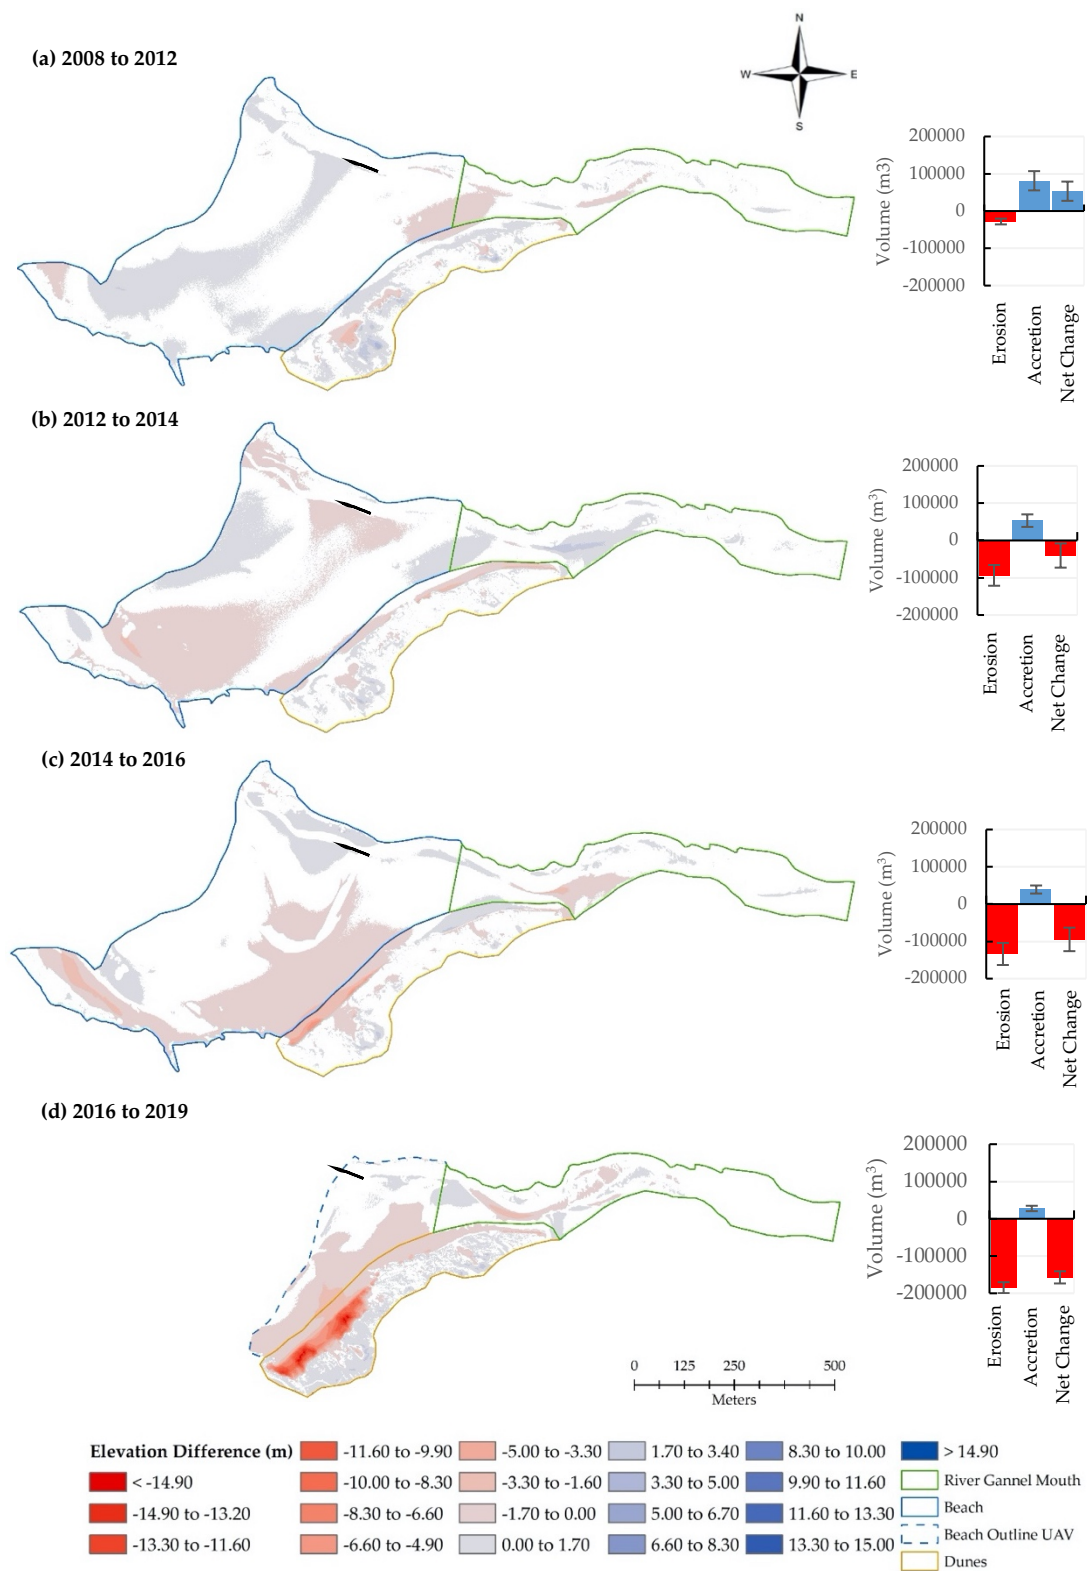 N
(a) 2008 to 2012
W E
S
200000
100000
0
-100000
-200000
Volume (m3)
Erosion
Accretion
Net Change
(b) 2012 to 2014
200000
100000
0
-100000
-200000
Volume (m³)
Erosion
Accretion
Net Change
(c) 2014 to 2016
200000
100000
0
-100000
-200000
Volume (m³)
Erosion
Accretion
Net Change
(d) 2016 to 2019
200000
100000
0
-100000
-200000
Volume (m³)
Erosion
Accretion
Net Change
0 125 250 500
Meters
Elevation Difference (m)
< -14.90
-14.90 to -13.20
-13.30 to -11.60
-11.60 to -9.90
-10.00 to -8.30
-8.30 to -6.60
-6.60 to -4.90
-5.00 to -3.30
-3.30 to -1.60
-1.70 to 0.00
0.00 to 1.70
1.70 to 3.40
3.30 to 5.00
5.00 to 6.70
6.60 to 8.30
8.30 to 10.00
9.90 to 11.60
11.60 to 13.30
13.30 to 15.00
> 14.90
River Gannel Mouth
Beach
Beach Outline UAV
Dunes